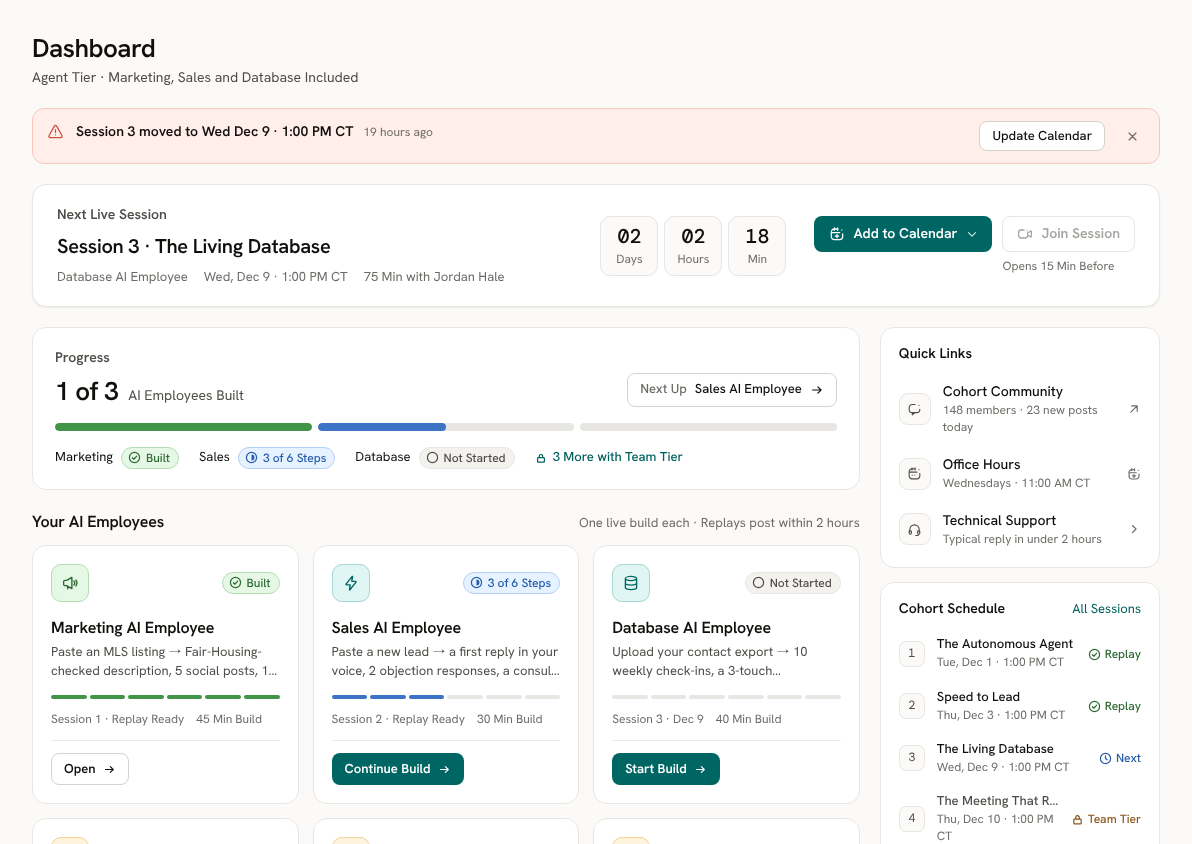 Dashboard
Agent Tier · Marketing, Sales and Database Included
Session 3 moved to Wed Dec 9 · 1:00 PM CT 19 hours ago
Update Calendar
Next Live Session
Session 3 · The Living Database
Database AI Employee Wed, Dec 9 · 1:00 PM CT 75 Min with Jordan Hale
02 Days
02 Hours
18 Min
Add to Calendar
Join Session
Opens 15 Min Before
Progress
1 of 3 AI Employees Built
Next Up Sales AI Employee →
Marketing Built Sales 3 of 6 Steps Database Not Started 3 More with Team Tier
Quick Links
Cohort Community
148 members · 23 new posts
today
Office Hours
Wednesdays · 11:00 AM CT
Technical Support
Typical reply in under 2 hours
Your AI Employees
One live build each · Replays post within 2 hours
Built
Marketing AI Employee
Paste an MLS listing → Fair-Housing-
checked description, 5 social posts, 1...
Session 1 · Replay Ready 45 Min Build
Open →
3 of 6 Steps
Sales AI Employee
Paste a new lead → a first reply in your
voice, 2 objection responses, a consul...
Session 2 · Replay Ready 30 Min Build
Continue Build →
Not Started
Database AI Employee
Upload your contact export → 10
weekly check-ins, a 3-touch...
Session 3 · Dec 9 40 Min Build
Start Build →
Cohort Schedule
All Sessions
1 The Autonomous Agent
Tue, Dec 1 · 1:00 PM CT
Replay
2 Speed to Lead
Thu, Dec 3 · 1:00 PM CT
Replay
3 The Living Database
Wed, Dec 9 · 1:00 PM CT
Next
4 The Meeting That R...
Thu, Dec 10 · 1:00 PM
CT
Team Tier